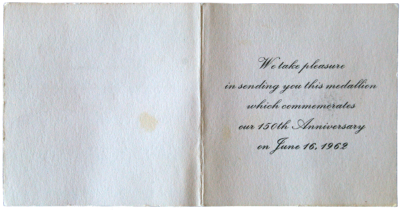 We take pleasure
in sending you this medallion
which commemorates
our 150th Anniversary
on June 16, 1962